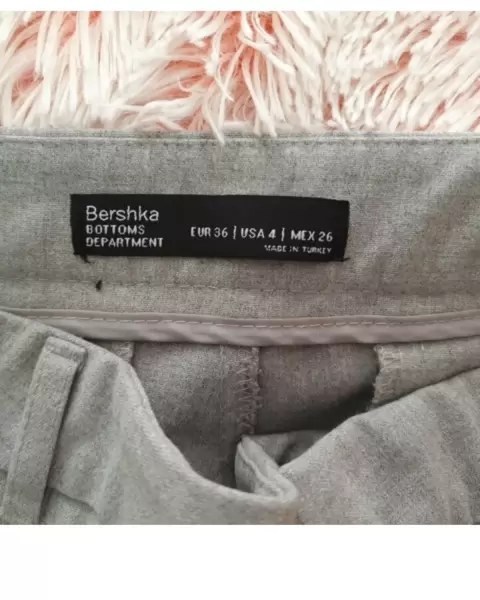 Bershka
BOTTOMS
DEPARTMENT
EUR 36 | USA 4 | MEX 26
MADE IN TURKEY